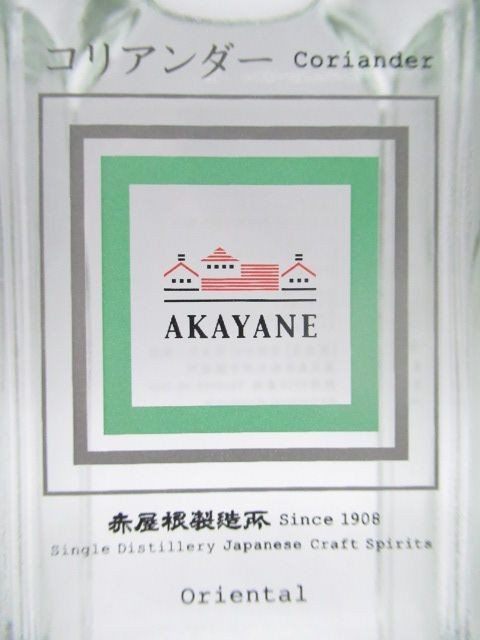 コリアンダー Coriander
AKAYANE
赤屋根製造所 Since 1908
Single Distillery Japanese Craft Spirits
Oriental